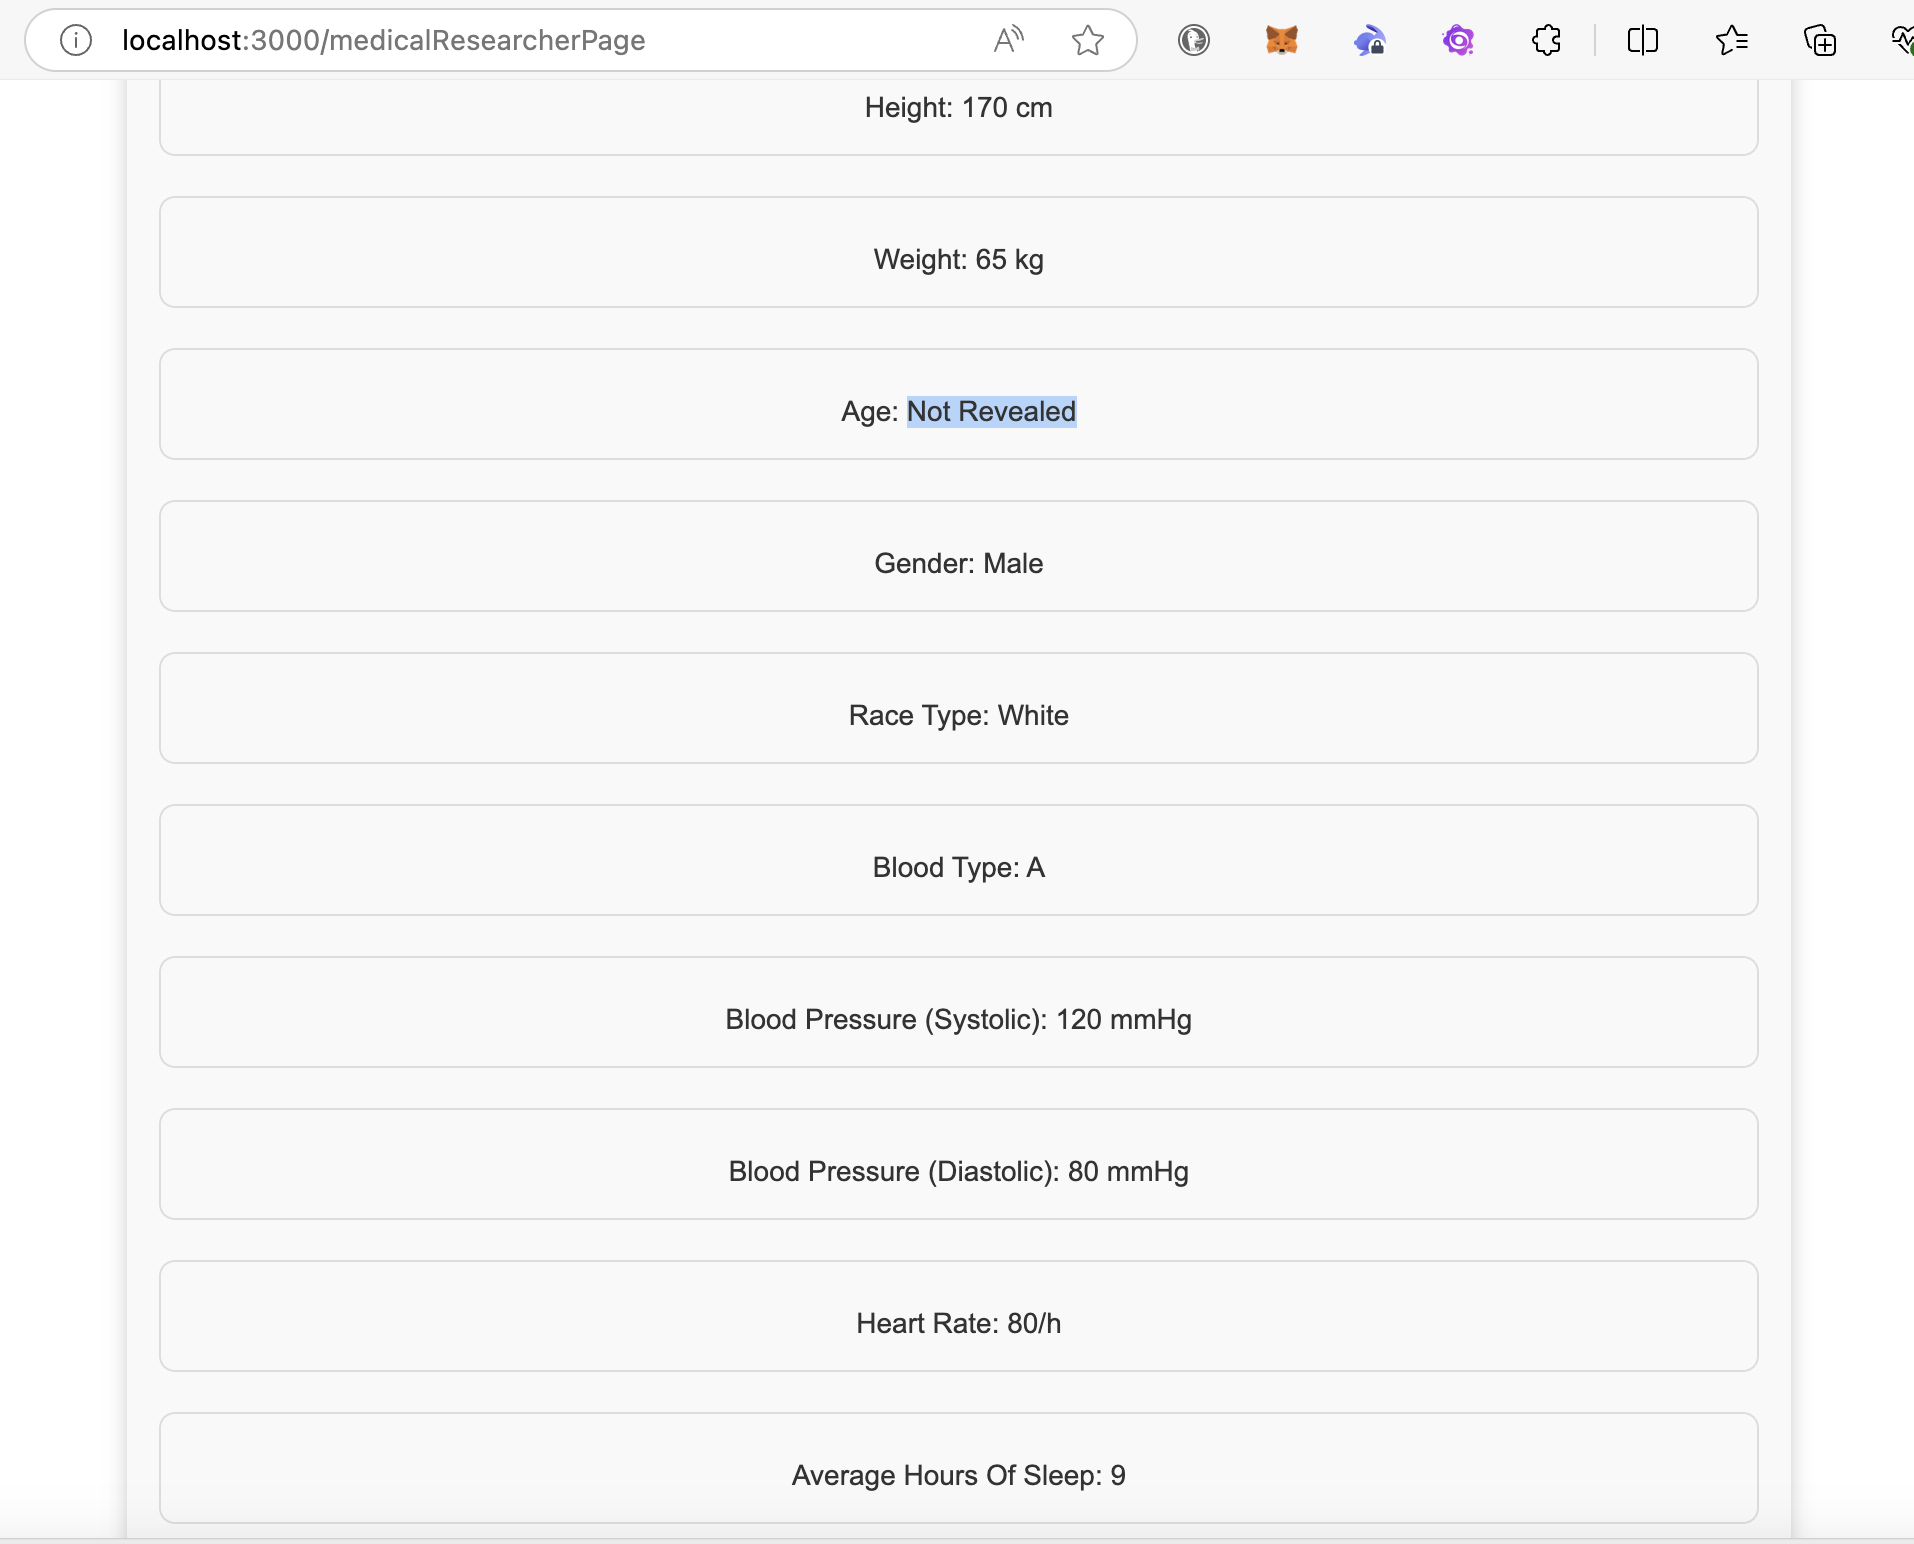 localhost:3000/medicalResearcherPage
Height: 170 cm
Weight: 65 kg
Age: Not Revealed
Gender: Male
Race Type: White
Blood Type: A
Blood Pressure (Systolic): 120 mmHg
Blood Pressure (Diastolic): 80 mmHg
Heart Rate: 80/h
Average Hours Of Sleep: 9